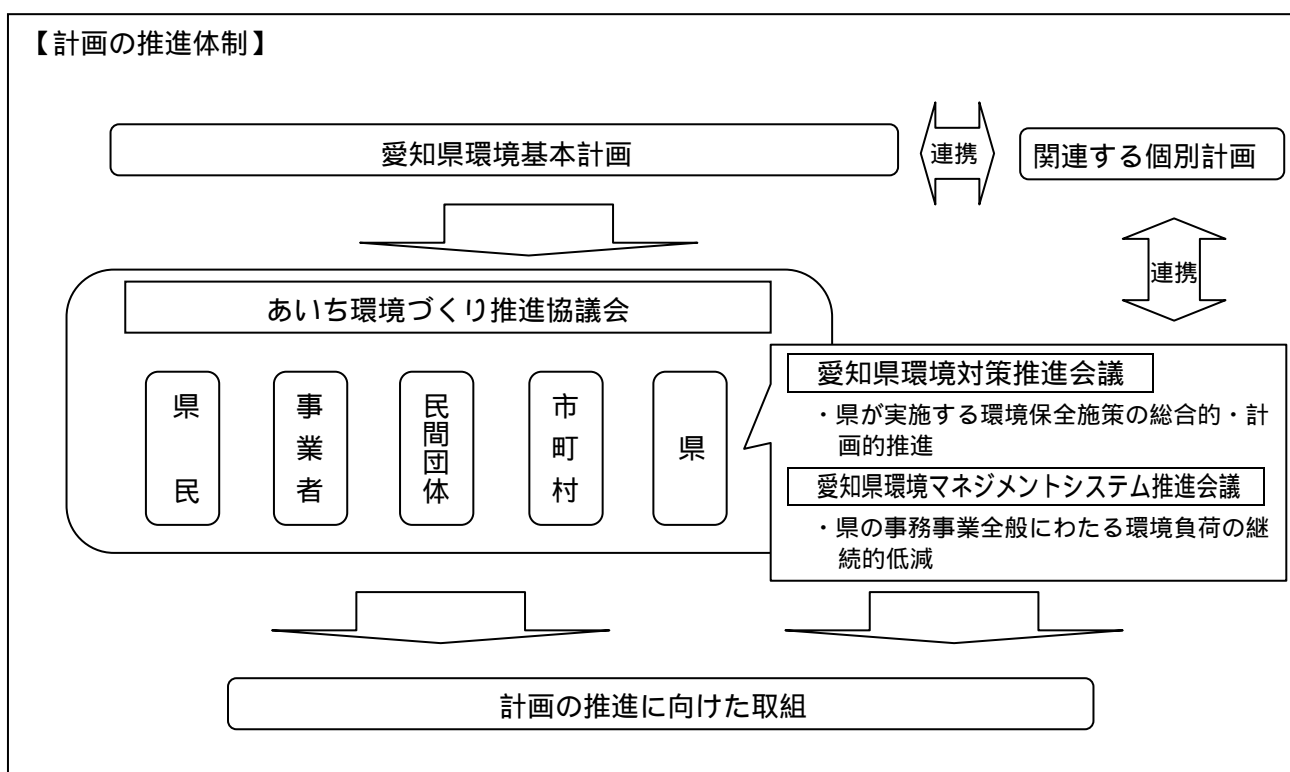 【計画の推進体制】
愛知県環境基本計画
連携
関連する個別計画
連携
あいち環境づくり推進協議会
県民
事業者
民間団体
市町村
県
愛知県環境対策推進会議
・県が実施する環境保全施策の総合的・計
画的推進
愛知県環境マネジメントシステム推進会議
・県の事務事業全般にわたる環境負荷の継
続的低減
計画の推進に向けた取組